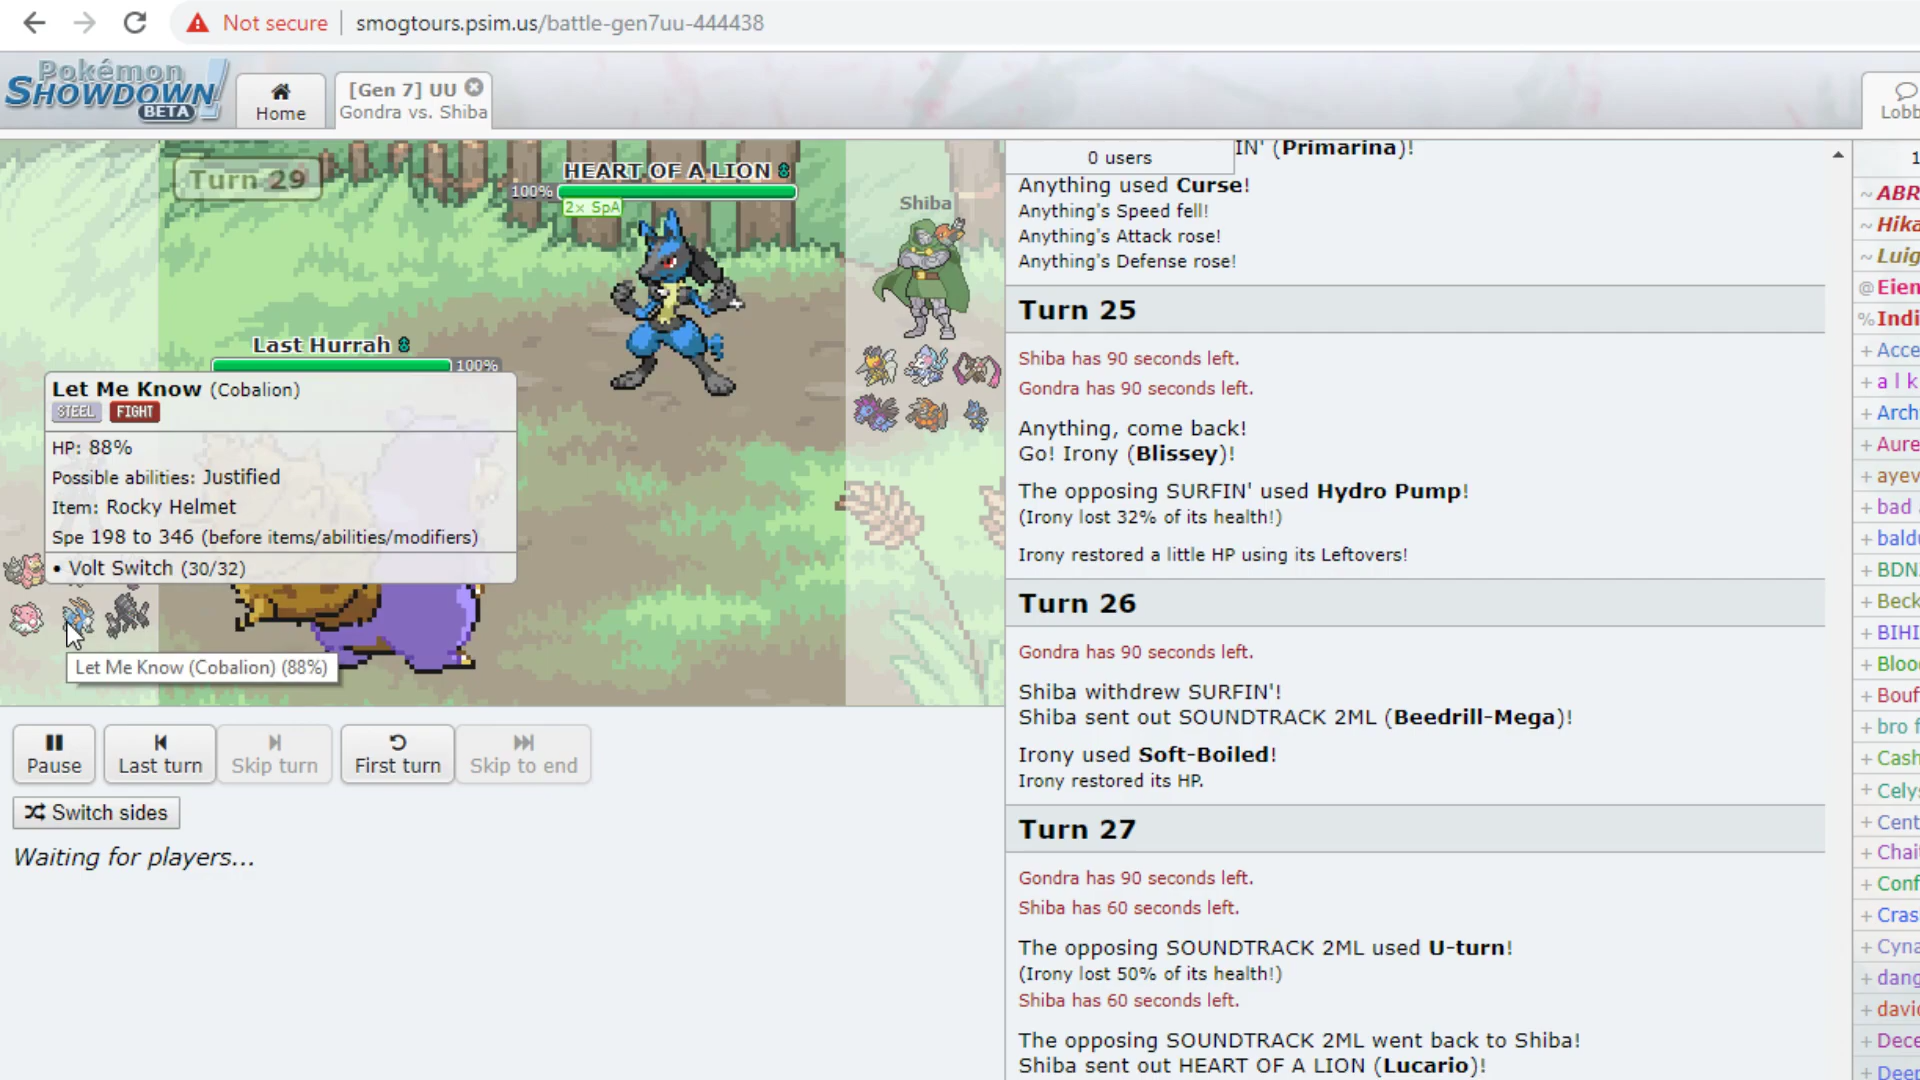 Not secure
smogtours.psim.us/battle-gen7uu-444438
Pokémon
SHOWDOWN!
BETA
Home
[Gen 7] UU
Gondra vs. Shiba
Turn 29
HEART OF A LION
100%
2× SpA
Last Hurrah
100%
Let Me Know (Cobalion)
STEEL
FIGHT
HP: 88%
Possible abilities: Justified
Item: Rocky Helmet
Spe 198 to 346 (before items/abilities/modifiers)
• Volt Switch (30/32)
Let Me Know (Cobalion) (88%)
Shiba
Pause
Last turn
Skip turn
First turn
Skip to end
Switch sides
Waiting for players...
0 users
IN' (Primarina)!
Anything used Curse!
Anything's Speed fell!
Anything's Attack rose!
Anything's Defense rose!
Turn 25
Shiba has 90 seconds left.
Gondra has 90 seconds left.
Anything, come back!
Go! Irony (Blissey)!
The opposing SURFIN' used Hydro Pump!
(Irony lost 32% of its health!)
Irony restored a little HP using its Leftovers!
Turn 26
Gondra has 90 seconds left.
Shiba withdrew SURFIN'!
Shiba sent out SOUNDTRACK 2ML (Beedrill-Mega)!
Irony used Soft-Boiled!
Irony restored its HP.
Turn 27
Gondra has 90 seconds left.
Shiba has 60 seconds left.
The opposing SOUNDTRACK 2ML used U-turn!
(Irony lost 50% of its health!)
Shiba has 60 seconds left.
The opposing SOUNDTRACK 2ML went back to Shiba!
Shiba sent out HEART OF A LION (Lucario)!
Lobb
1
~ABR
~Hika
~Luig
@Eien
%Indi
+Acce
+a l k
+Arch
+Aure
+ayev
+bad
+bald
+BDN
+Beck
+BIHI
+Bloo
+Bouf
+bro f
+Cash
+Celys
+Cent
+Chai
+Conf
+Cras
+Cyna
+dang
+davi
+Dece
+Deep